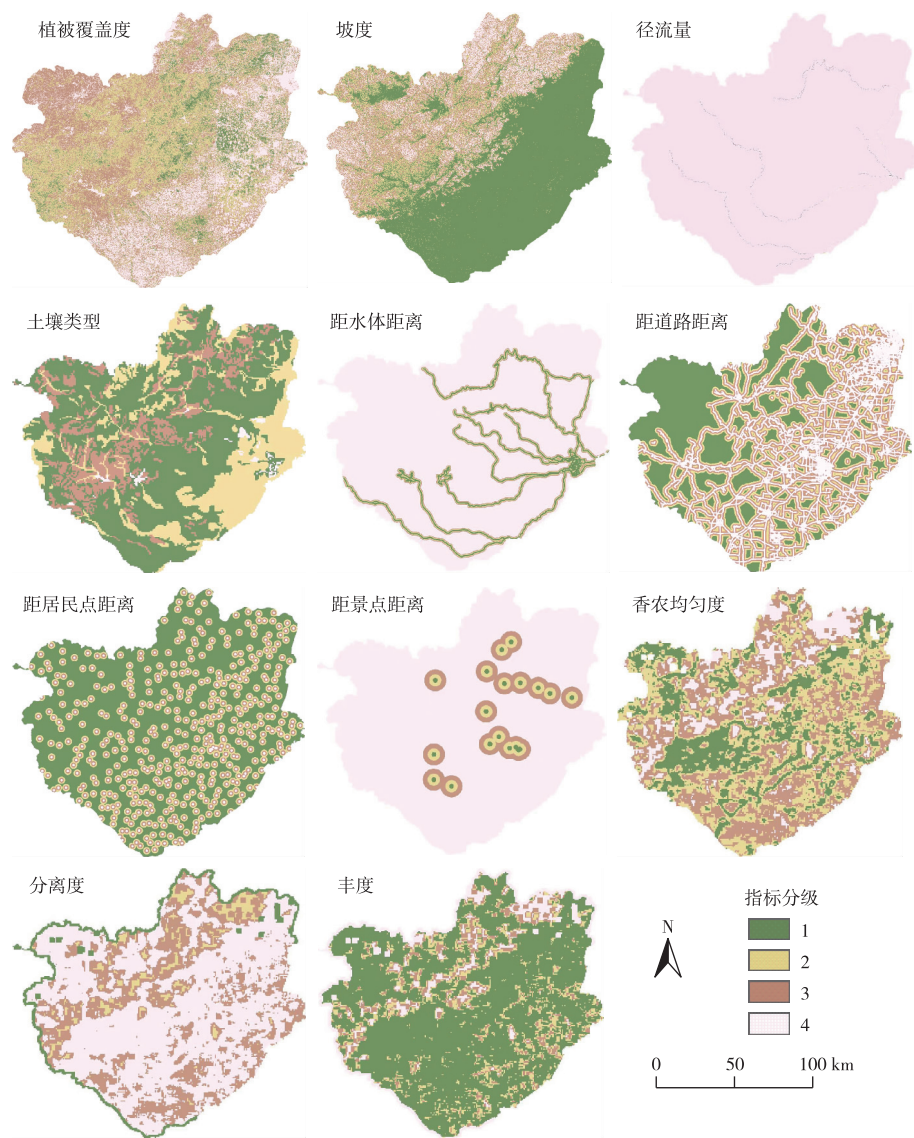 植被覆盖度
坡度
径流量
土壤类型
距水体距离
距道路距离
距居民点距离
距景点距离
香农均匀度
分离度
丰度
指标分级
N
1
2
3
4
0 50 100 km